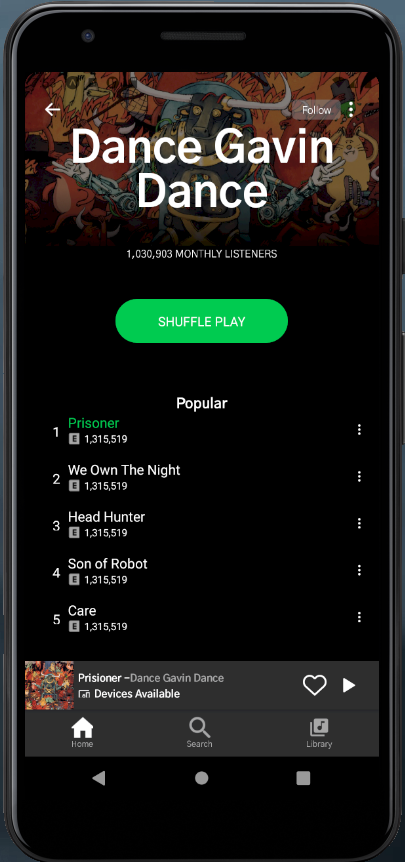 Follow
Dance Gavin
Dance
1,030,903 MONTHLY LISTENERS
SHUFFLE PLAY
Popular
1 Prisoner
E 1,315,519
2 We Own The Night
E 1,315,519
3 Head Hunter
E 1,315,519
4 Son of Robot
E 1,315,519
5 Care
E 1,315,519
Prisoner –Dance Gavin Dance
Devices Available
Home Search Library